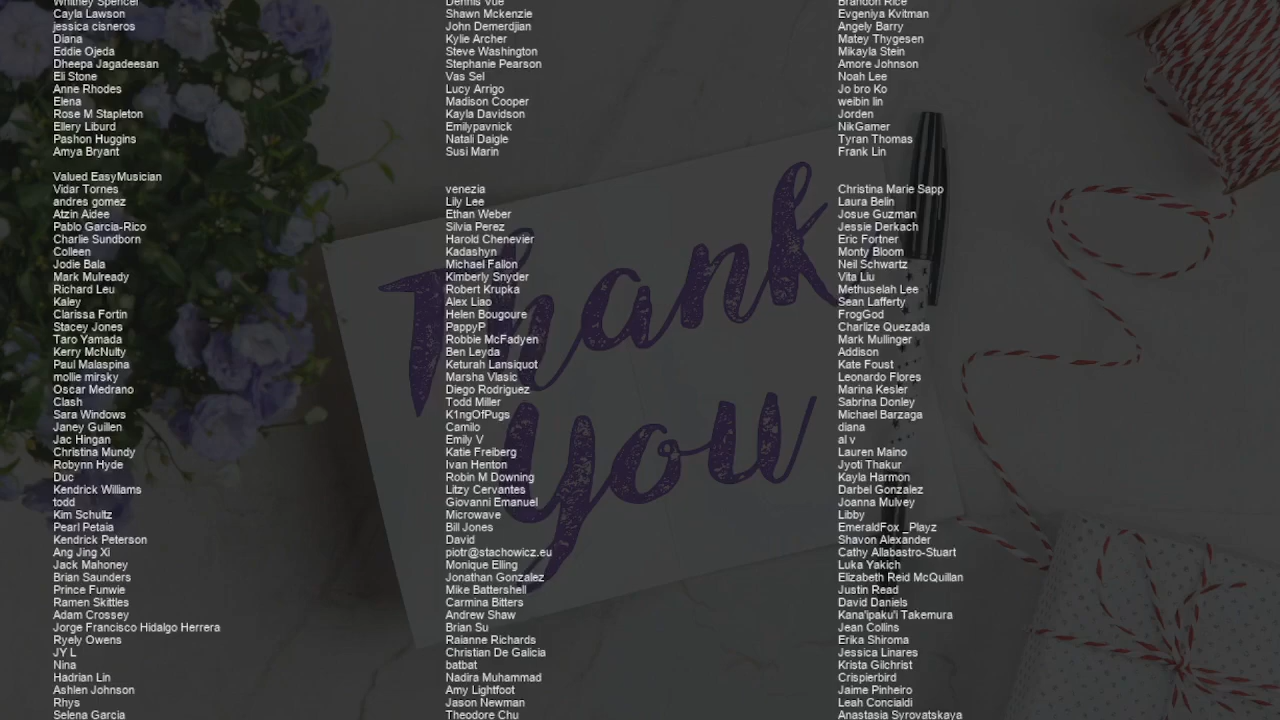 Whitney Spencer
Cayla Lawson
jessica cisneros
Diana
Eddie Ojeda
Dheepa Jagadeesan
Eli Stone
Anne Rhodes
Elena
Rose M Stapleton
Ellery Liburd
Pashon Huggins
Amya Bryant
Dennis Vue
Shawn Mckenzie
John Demerdjian
Kylie Archer
Steve Washington
Stephanie Pearson
Vas Sel
Lucy Arrigo
Madison Cooper
Kayla Davidson
Emilypavnick
Natali Daigle
Susi Marin
Brandon Rice
Evgeniya Kvitman
Angely Barry
Matey Thygesen
Mikayla Stein
Amore Johnson
Noah Lee
Jo bro Ko
weibin lin
Jorden
NikGamer
Tyran Thomas
Frank Lin
Valued EasyMusician
Vidar Tornes
andres gomez
Atzin Aidee
Pablo Garcia-Rico
Charlie Sundborn
Colleen
Jodie Bala
Mark Mulready
Richard Leu
Kaley
Clarissa Fortin
Stacey Jones
Taro Yamada
Kerry McNulty
Paul Malaspina
mollie mirsky
Oscar Medrano
Clash
Sara Windows
Janey Guillen
Jac Hingan
Christina Mundy
Robynn Hyde
Duc
Kendrick Williams
todd
Kim Schultz
Pearl Petaia
Kendrick Peterson
Ang Jing Xi
Jack Mahoney
Brian Saunders
Prince Funwie
Ramen Skittles
Adam Crossey
Jorge Francisco Hidalgo Herrera
Ryely Owens
JY L
Nina
Hadrian Lin
Ashlen Johnson
Rhys
Selena Garcia
venezia
Lily Lee
Ethan Weber
Silvia Perez
Harold Chenevier
Kadashyn
Michael Fallon
Kimberly Snyder
Robert Krupka
Alex Liao
Helen Bougoure
PappyP
Robbie McFadyen
Ben Leyda
Keturah Lansiquot
Marsha Vlasic
Diego Rodriguez
Todd Miller
K1ngOfPugs
Camilo
Emily V
Katie Freiberg
Ivan Henton
Robin M Downing
Litzy Cervantes
Giovanni Emanuel
Microwave
Bill Jones
David
piotr@stachowicz.eu
Monique Elling
Jonathan Gonzalez
Mike Battershell
Carmina Bitters
Andrew Shaw
Brian Su
Raianne Richards
Christian De Galicia
batbat
Nadira Muhammad
Amy Lightfoot
Jason Newman
Theodore Chu
Christina Marie Sapp
Laura Belin
Josue Guzman
Jessie Derkach
Eric Fortner
Monty Bloom
Neil Schwartz
Vita Liu
Methuselah Lee
Sean Lafferty
FrogGod
Charlize Quezada
Mark Mullinger
Addison
Kate Foust
Leonardo Flores
Marina Kesler
Sabrina Donley
Michael Barzaga
diana
al v
Lauren Maino
Jyoti Thakur
Kayla Harmon
Darbel Gonzalez
Joanna Mulvey
Libby
EmeraldFox _Playz
Shavon Alexander
Cathy Allabastro-Stuart
Luka Yakich
Elizabeth Reid McQuillan
Justin Read
David Daniels
Kana'ipaku'i Takemura
Jean Collins
Erika Shiroma
Jessica Linares
Krista Gilchrist
Crispierbird
Jaime Pinheiro
Leah Concialdi
Anastasia Syrovatskaya
Thank
you